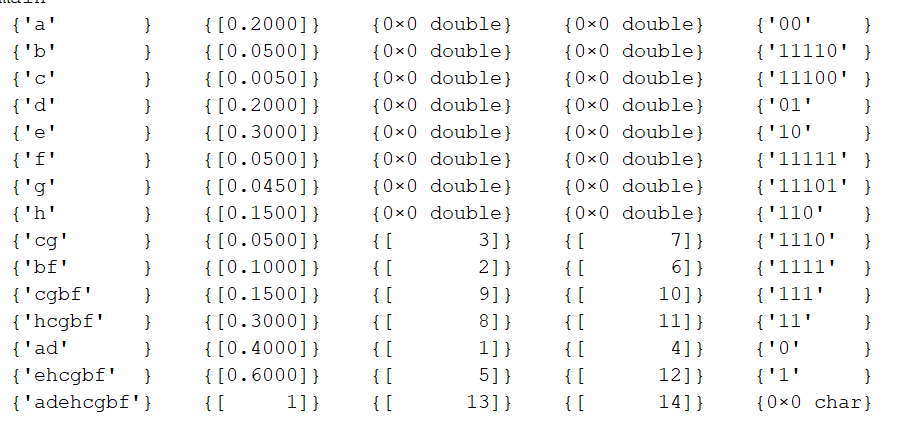 {'a'       }    {[0.2000]}    {0×0 double}    {0×0 double}    {'00'    }
{'b'       }    {[0.0500]}    {0×0 double}    {0×0 double}    {'11110' }
{'c'       }    {[0.0050]}    {0×0 double}    {0×0 double}    {'11100' }
{'d'       }    {[0.2000]}    {0×0 double}    {0×0 double}    {'01'    }
{'e'       }    {[0.3000]}    {0×0 double}    {0×0 double}    {'10'    }
{'f'       }    {[0.0500]}    {0×0 double}    {0×0 double}    {'11111' }
{'g'       }    {[0.0450]}    {0×0 double}    {0×0 double}    {'11101' }
{'h'       }    {[0.1500]}    {0×0 double}    {0×0 double}    {'110'   }
{'cg'      }    {[0.0500]}    {[        3]}    {[        7]}    {'1110'  }
{'bf'      }    {[0.1000]}    {[        2]}    {[        6]}    {'1111'  }
{'cgbf'    }    {[0.1500]}    {[        9]}    {[       10]}    {'111'   }
{'hcgbf'   }    {[0.3000]}    {[        8]}    {[       11]}    {'11'    }
{'ad'      }    {[0.4000]}    {[        1]}    {[        4]}    {'0'     }
{'ehcgbf'  }    {[0.6000]}    {[        5]}    {[       12]}    {'1'     }
{'adehcgbf'}    {[     1]}    {[       13]}    {[       14]}    {0×0 char}